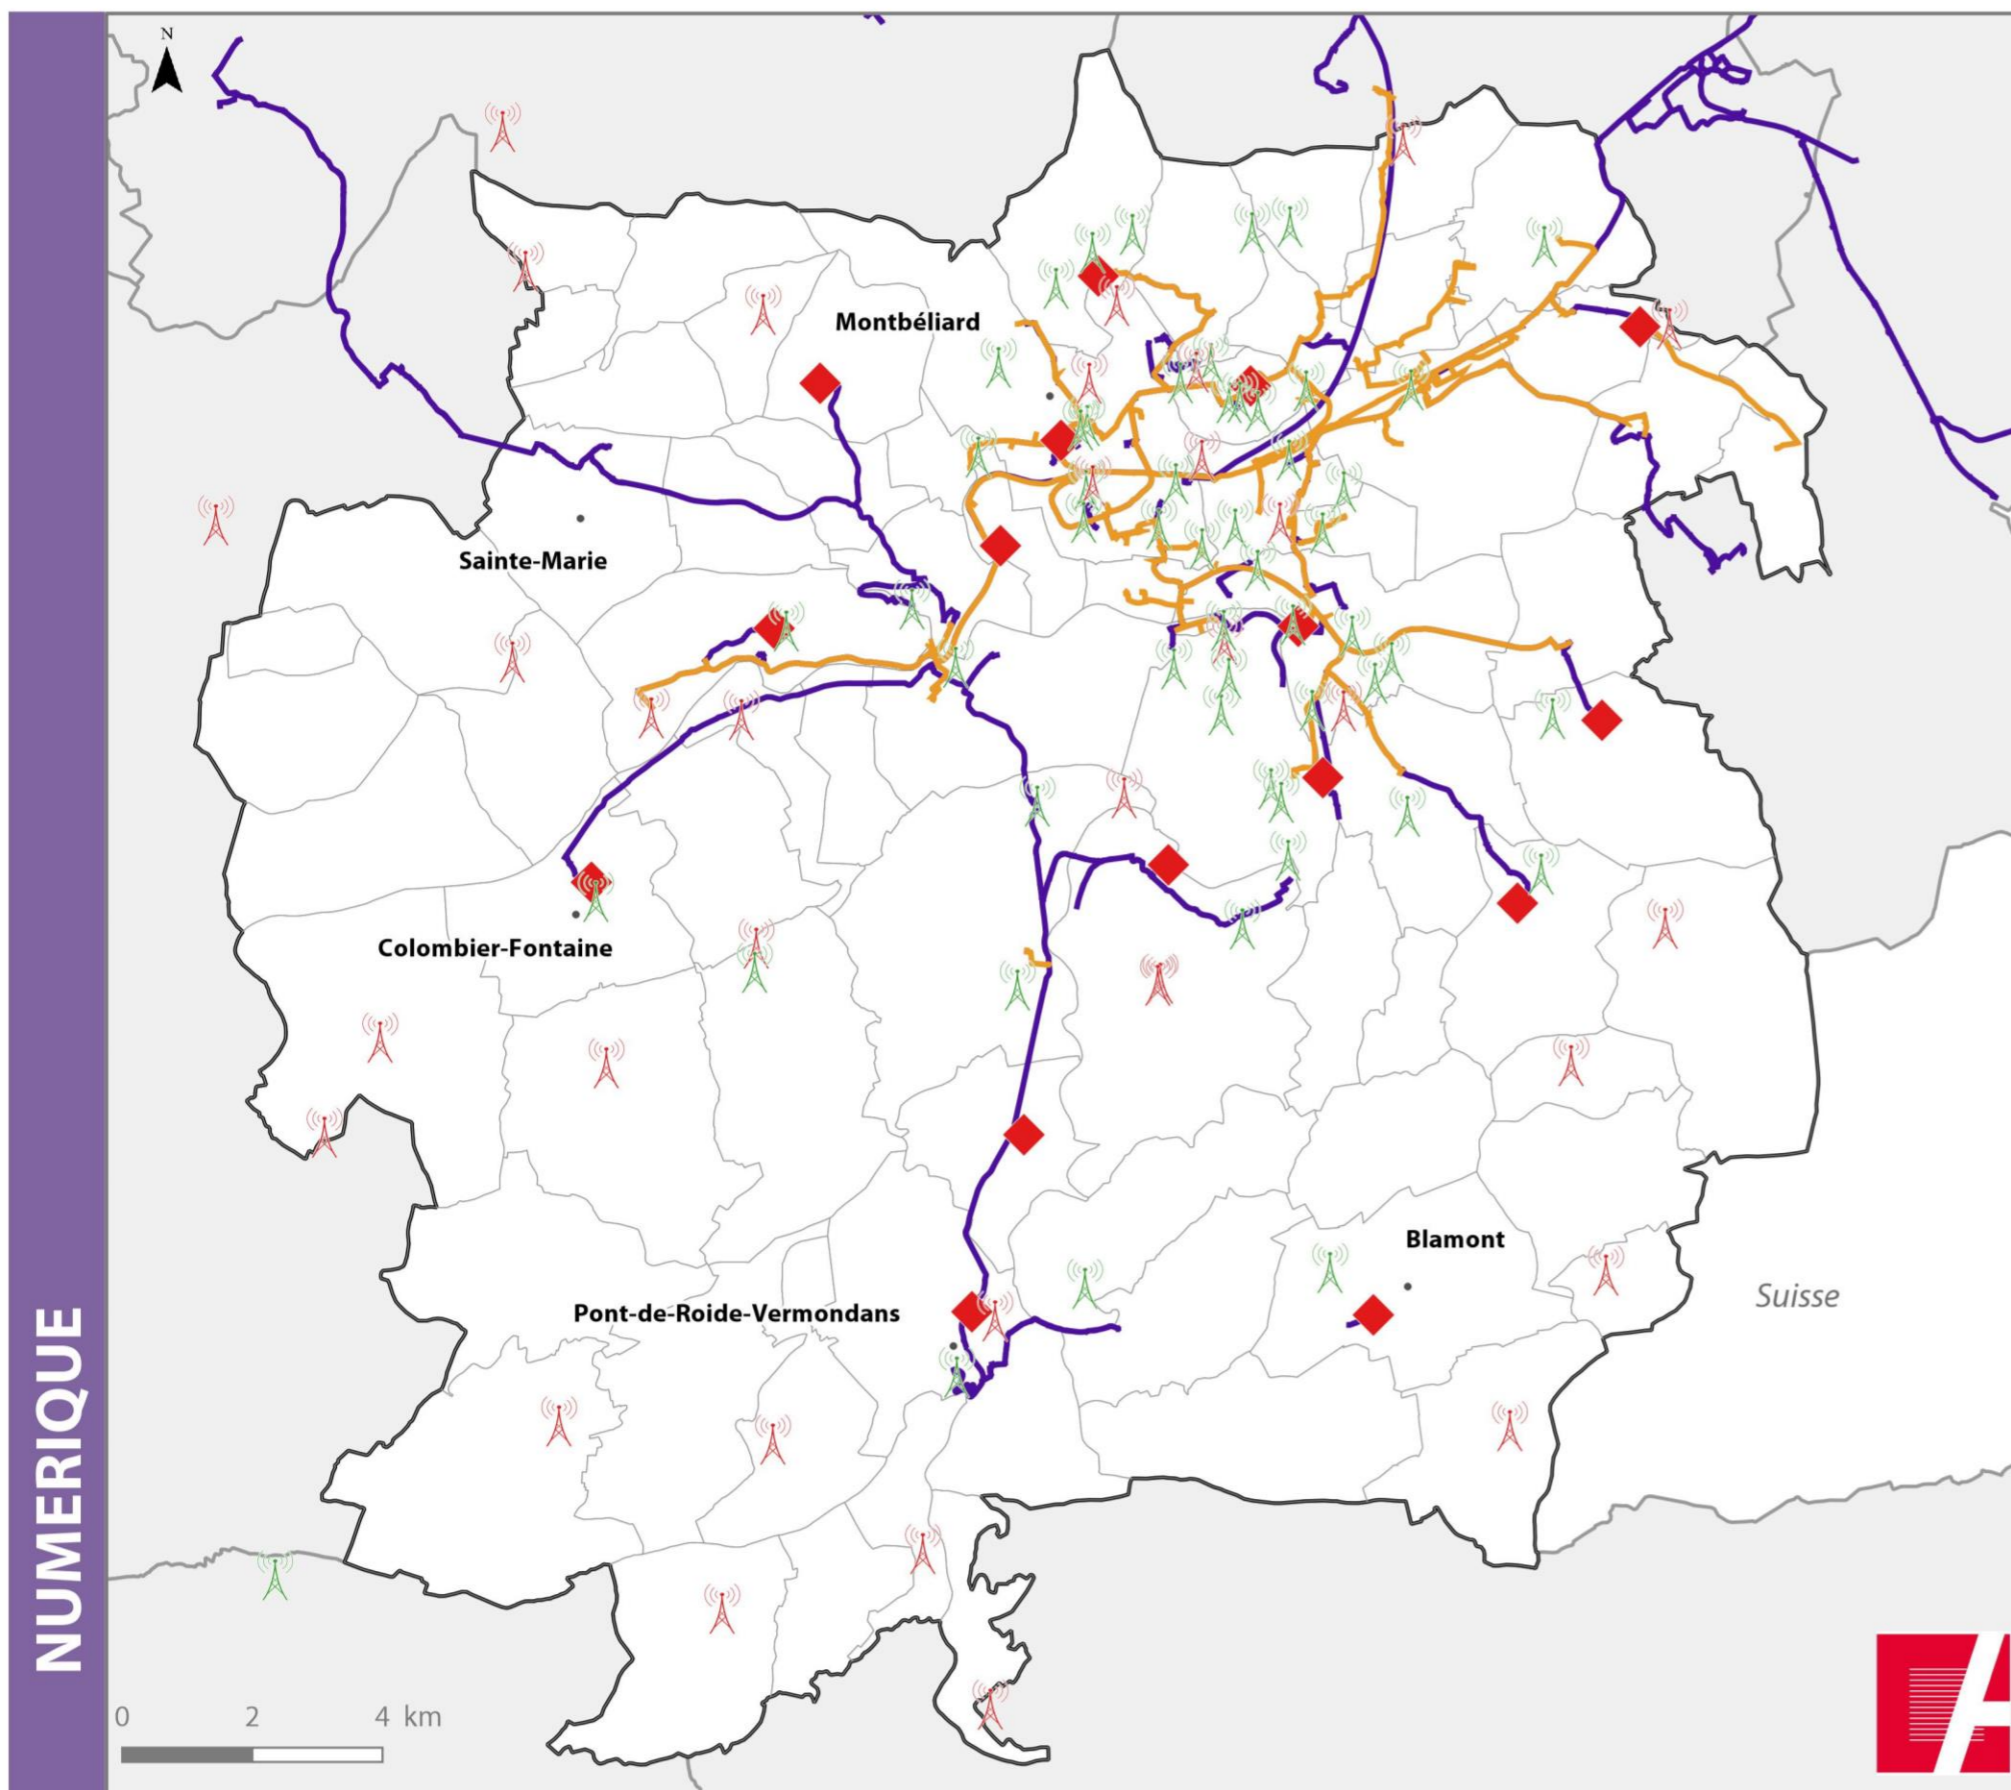 N
Montbéliard
Sainte-Marie
Colombier-Fontaine
Blamont
Suisse
Pont-de-Roide-Vermondans
NUMERIQUE
0 2 4 km